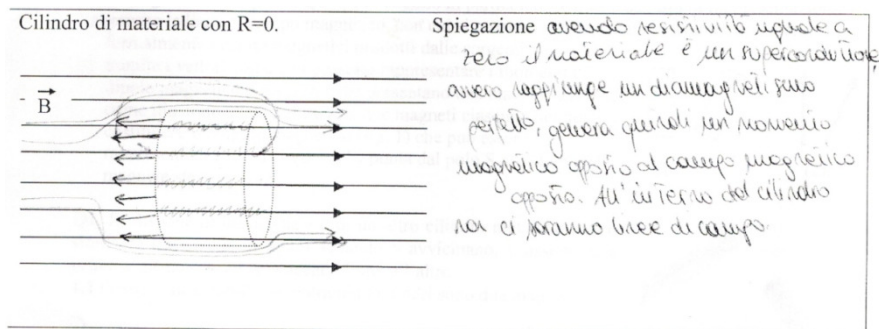 Cilindro di materiale con R=0.
Spiegazione avendo resistività uguale a
zero il materiale è un superconduttore,
ovvero raggiunge un diamagnetismo
perfetto, genera quindi un momento
magnetico opposto al campo magnetico
opposto. All'interno del cilindro
non ci saranno linee di campo
B